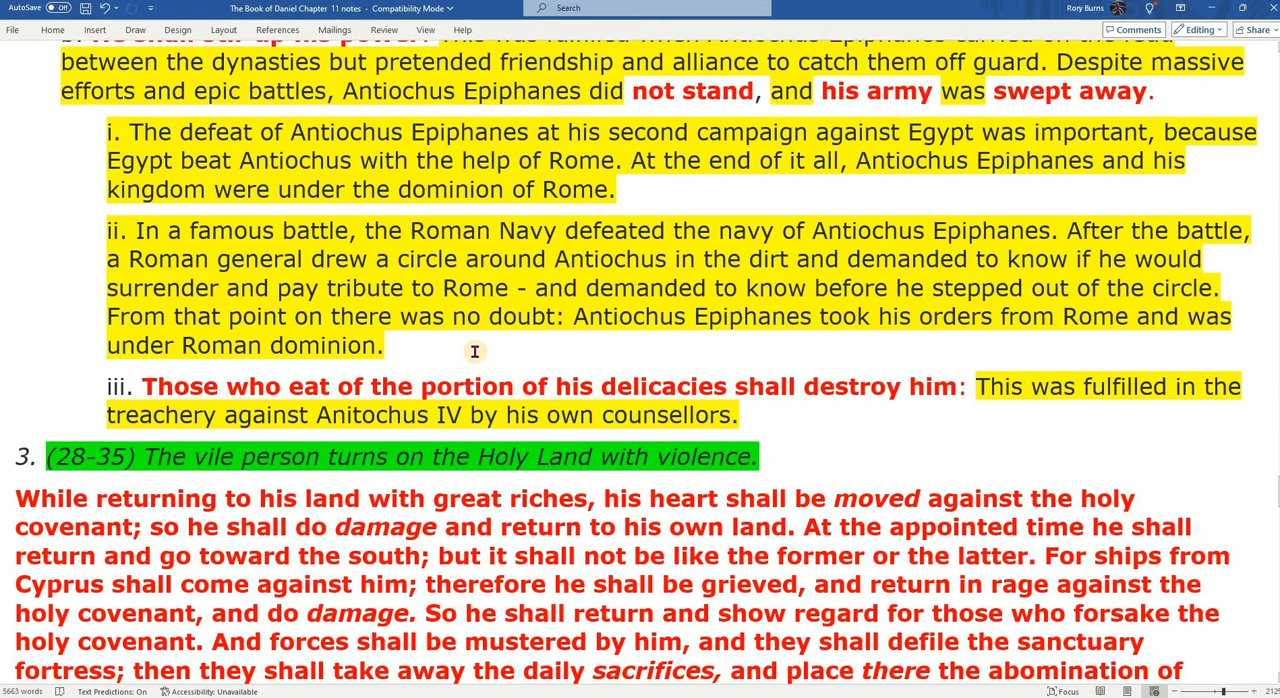 AutoSave Off The Book of Daniel Chapter 11 notes - Compatibility Mode Search Rory Burns
File Home Insert Draw Design Layout References Mailings Review View Help Comments Editing Share
between the dynasties but pretended friendship and alliance to catch them off guard. Despite massive
efforts and epic battles, Antiochus Epiphanes did not stand, and his army was swept away.
i. The defeat of Antiochus Epiphanes at his second campaign against Egypt was important, because
Egypt beat Antiochus with the help of Rome. At the end of it all, Antiochus Epiphanes and his
kingdom were under the dominion of Rome.
ii. In a famous battle, the Roman Navy defeated the navy of Antiochus Epiphanes. After the battle,
a Roman general drew a circle around Antiochus in the dirt and demanded to know if he would
surrender and pay tribute to Rome - and demanded to know before he stepped out of the circle.
From that point on there was no doubt: Antiochus Epiphanes took his orders from Rome and was
under Roman dominion.
iii. Those who eat of the portion of his delicacies shall destroy him: This was fulfilled in the
treachery against Anitochus IV by his own counsellors.
3. (28-35) The vile person turns on the Holy Land with violence.
While returning to his land with great riches, his heart shall be moved against the holy
covenant; so he shall do damage and return to his own land. At the appointed time he shall
return and go toward the south; but it shall not be like the former or the latter. For ships from
Cyprus shall come against him; therefore he shall be grieved, and return in rage against the
holy covenant, and do damage. So he shall return and show regard for those who forsake the
holy covenant. And forces shall be mustered by him, and they shall defile the sanctuary
fortress; then they shall take away the daily sacrifices, and place there the abomination of
5663 words Text Predictions: On Accessibility: Unavailable Focus